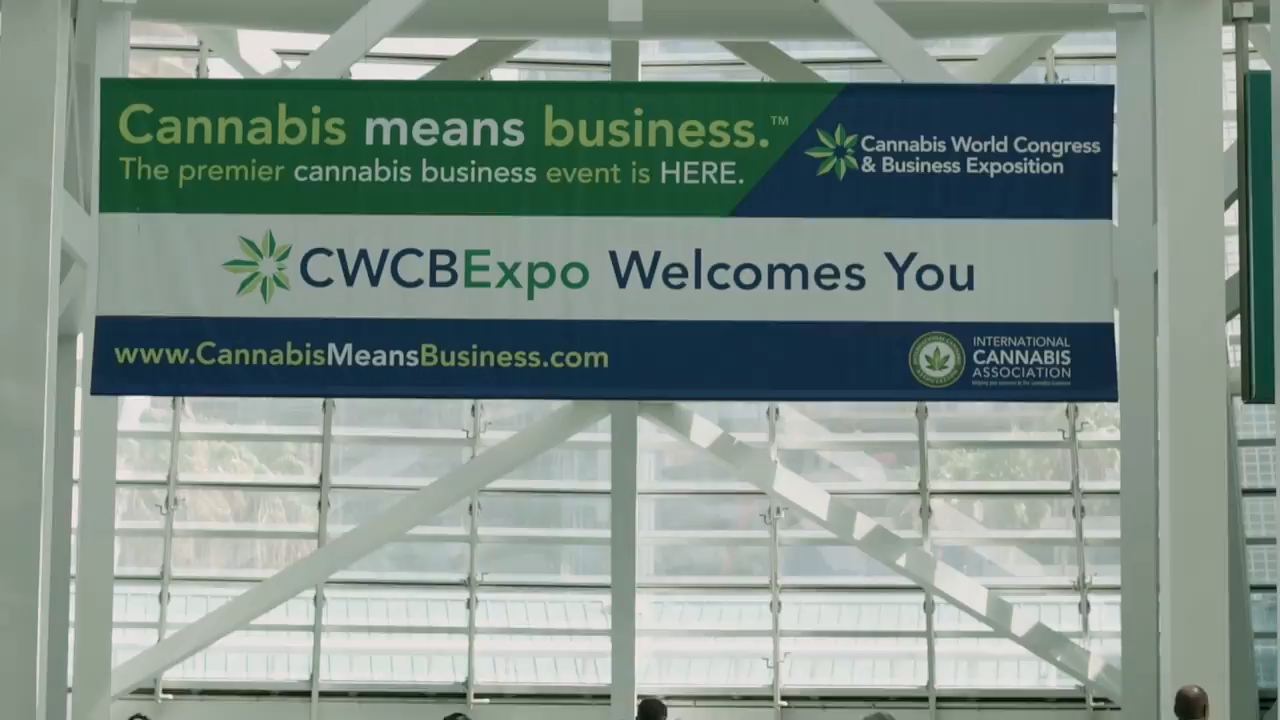 Cannabis means business.™
The premier cannabis business event is HERE.
Cannabis World Congress
& Business Exposition
CWCBExpo Welcomes You
www.CannabisMeansBusiness.com
INTERNATIONAL
CANNABIS
ASSOCIATION